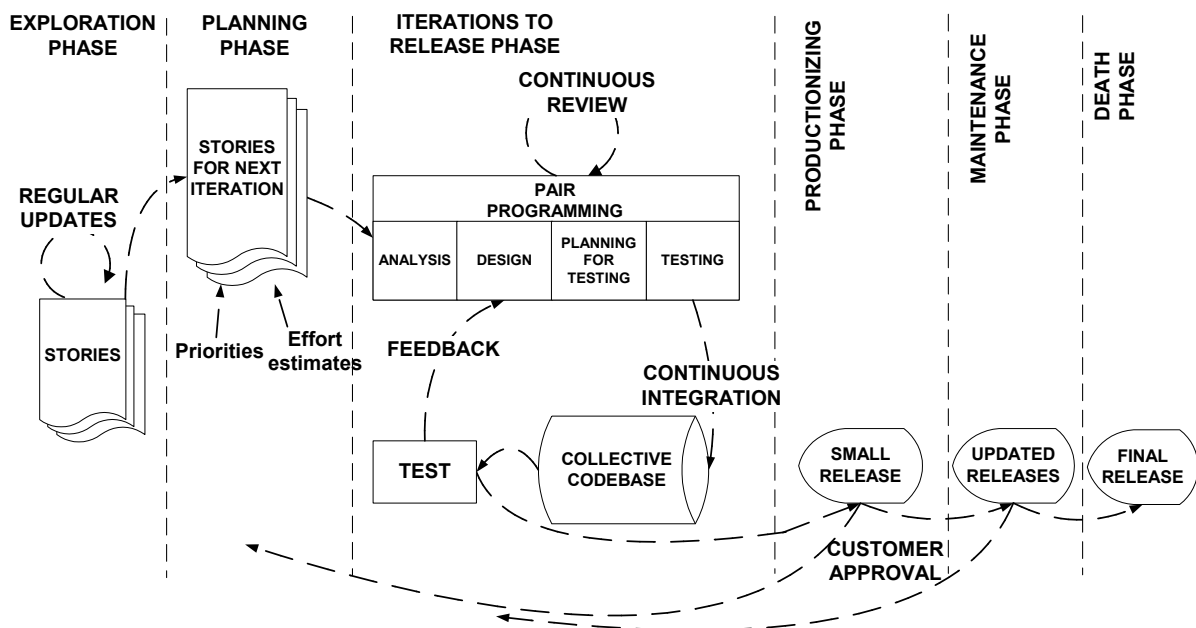 EXPLORATION
PHASE
PLANNING
PHASE
ITERATIONS TO
RELEASE PHASE
PRODUCTIONIZING
PHASE
MAINTENANCE
PHASE
DEATH
PHASE
CONTINUOUS
REVIEW
STORIES
FOR NEXT
ITERATION
REGULAR
UPDATES
PAIR
PROGRAMMING
ANALYSIS
DESIGN
PLANNING
FOR
TESTING
TESTING
STORIES
Priorities
Effort
estimates
FEEDBACK
CONTINUOUS
INTEGRATION
TEST
COLLECTIVE
CODEBASE
SMALL
RELEASE
UPDATED
RELEASES
FINAL
RELEASE
CUSTOMER
APPROVAL